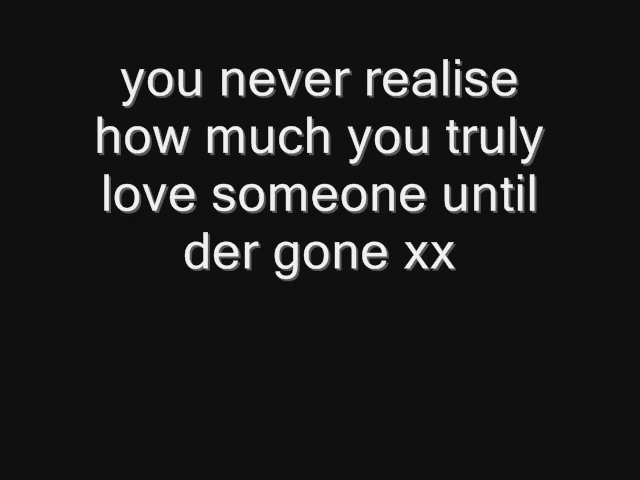 you never realise
how much you truly
love someone until
der gone xx